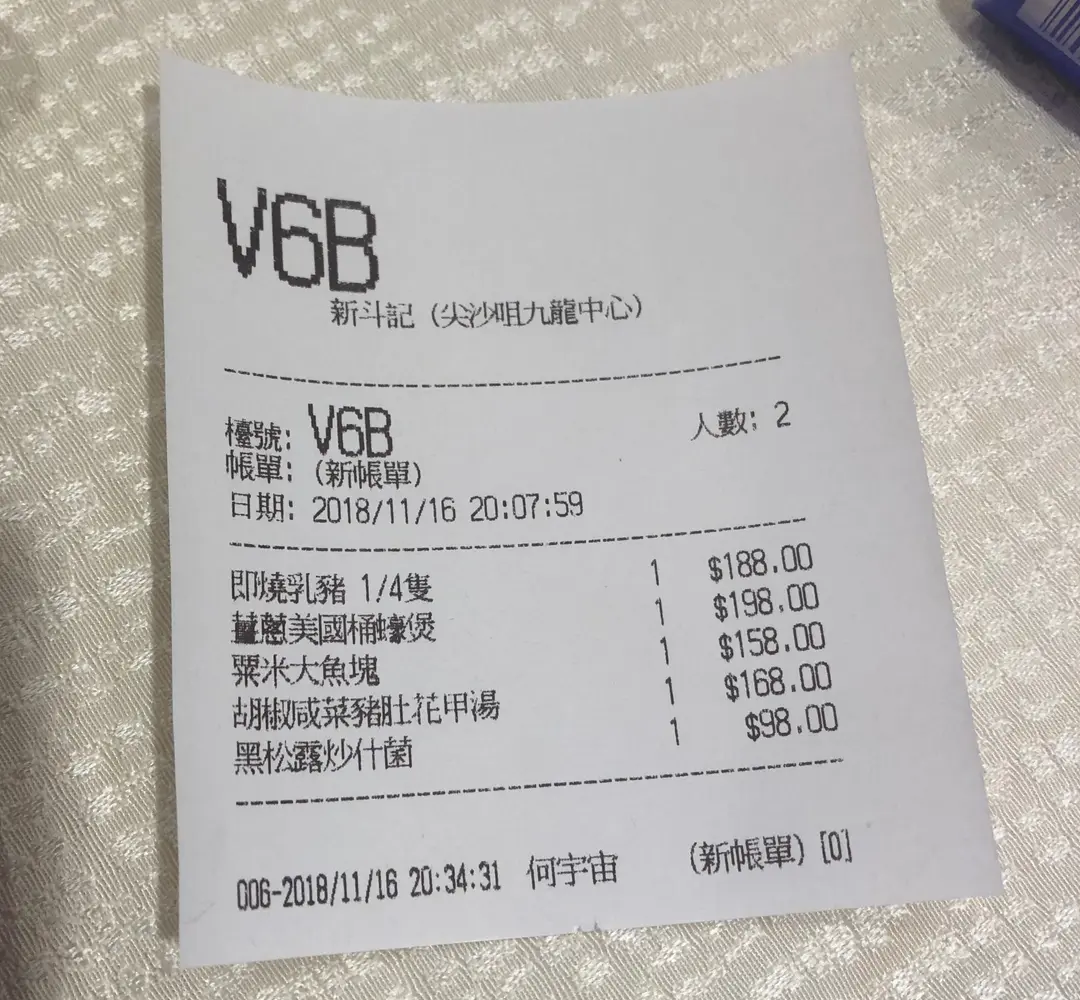 V6B
新斗記 (尖沙咀九龍中心)
檯號: V6B 人數: 2
帳單: (新帳單)
日期: 2018/11/16 20:07:59
即燒乳豬 1/4隻 1 $188.00
薑蔥美國桶蠔煲 1 $198.00
粟米大魚塊 1 $158.00
胡椒咸菜豬肚花甲湯 1 $168.00
黑松露炒什菌 1 $98.00
006-2018/11/16 20:34:31 何宇宙 (新帳單) [0]